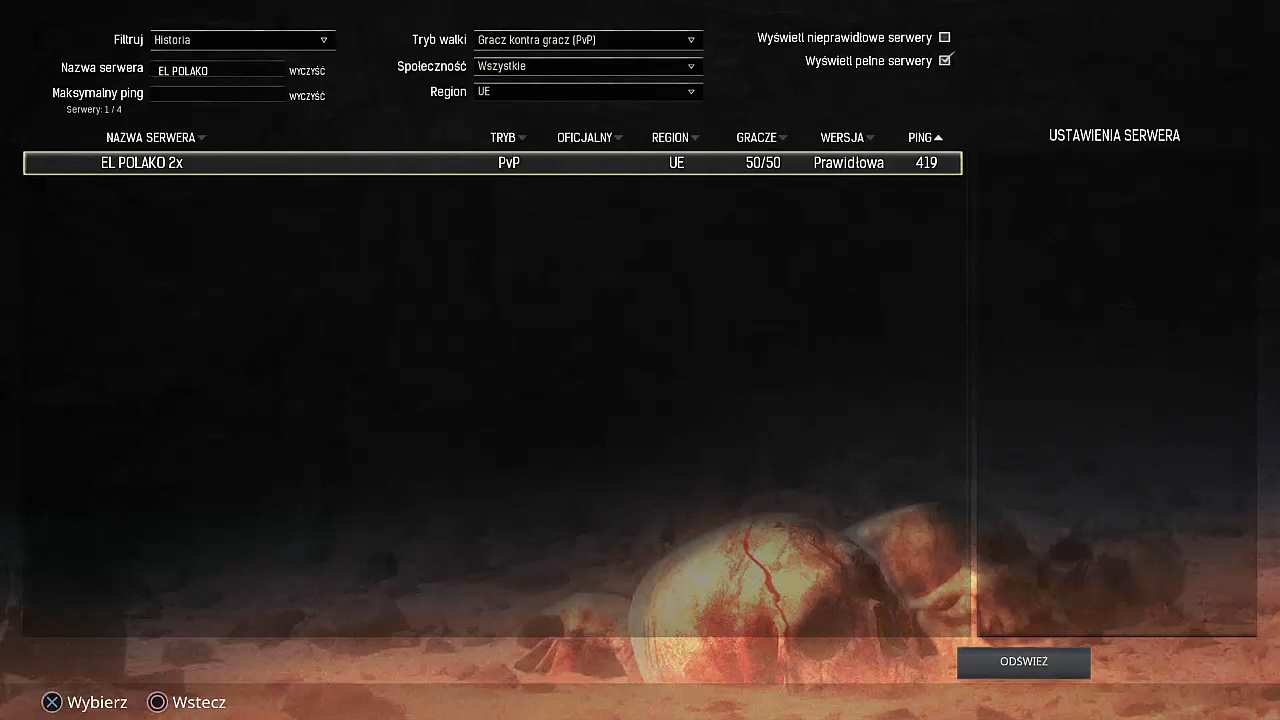 Filtruj Historia
Nazwa serwera EL POLAKO WYCZYŚĆ
Maksymalny ping WYCZYŚĆ
Serwery: 1 / 4
Tryb walki Gracz kontra gracz (PvP)
Społeczność Wszystkie
Region UE
Wyświetl nieprawidłowe serwery
Wyświetl pełne serwery
NAZWA SERWERA TRYB OFICJALNY REGION GRACZE WERSJA PING
EL POLAKO 2x PvP UE 50/50 Prawidłowa 419
USTAWIENIA SERWERA
ODŚWIEŻ
Wybierz Wstecz